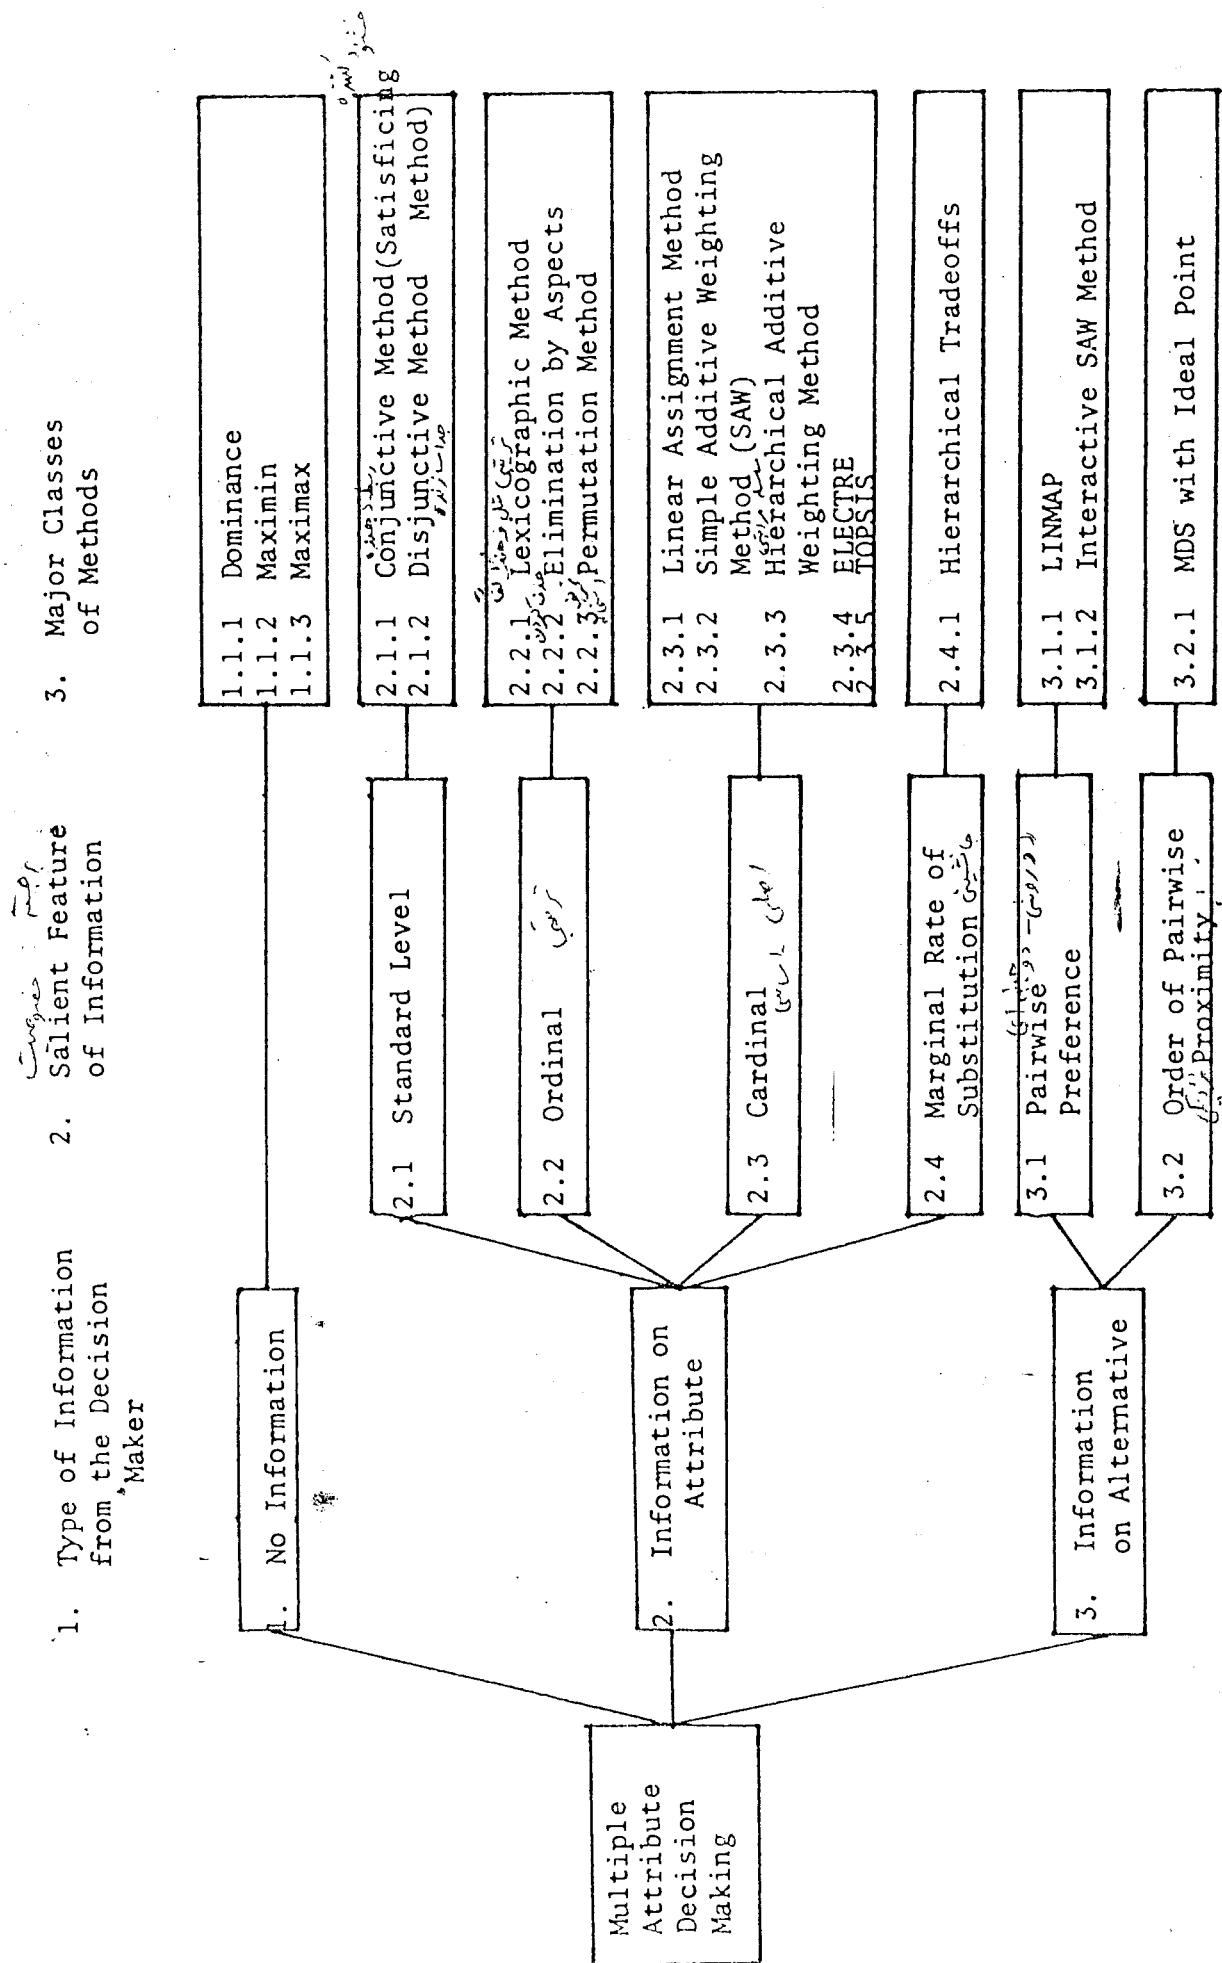 1. Type of Information
from the Decision
Maker
2. Salient Feature
of Information
3. Major Classes
of Methods
Multiple
Attribute
Decision
Making
1. No Information
2. Information on
Attribute
3. Information
on Alternative
2.1 Standard Level
2.2 Ordinal
2.3 Cardinal
اصلی
2.4 Marginal Rate of
Substitution
3.1 Pairwise
Preference
3.2 Order of Pairwise
Proximity
1.1.1 Dominance
1.1.2 Maximin
1.1.3 Maximax
2.1.1 Conjunctive Method(Satisficing
2.1.2 Disjunctive Method Method)
2.2.1 Lexicographic Method
2.2.2 Elimination by Aspects
2.2.3 Permutation Method
2.3.1 Linear Assignment Method
2.3.2 Simple Additive Weighting
Method (SAW)
2.3.3 Hierarchical Additive
Weighting Method
2.3.4 ELECTRE
2.3.5 TOPSIS
2.4.1 Hierarchical Tradeoffs
3.1.1 LINMAP
3.1.2 Interactive SAW Method
3.2.1 MDS with Ideal Point